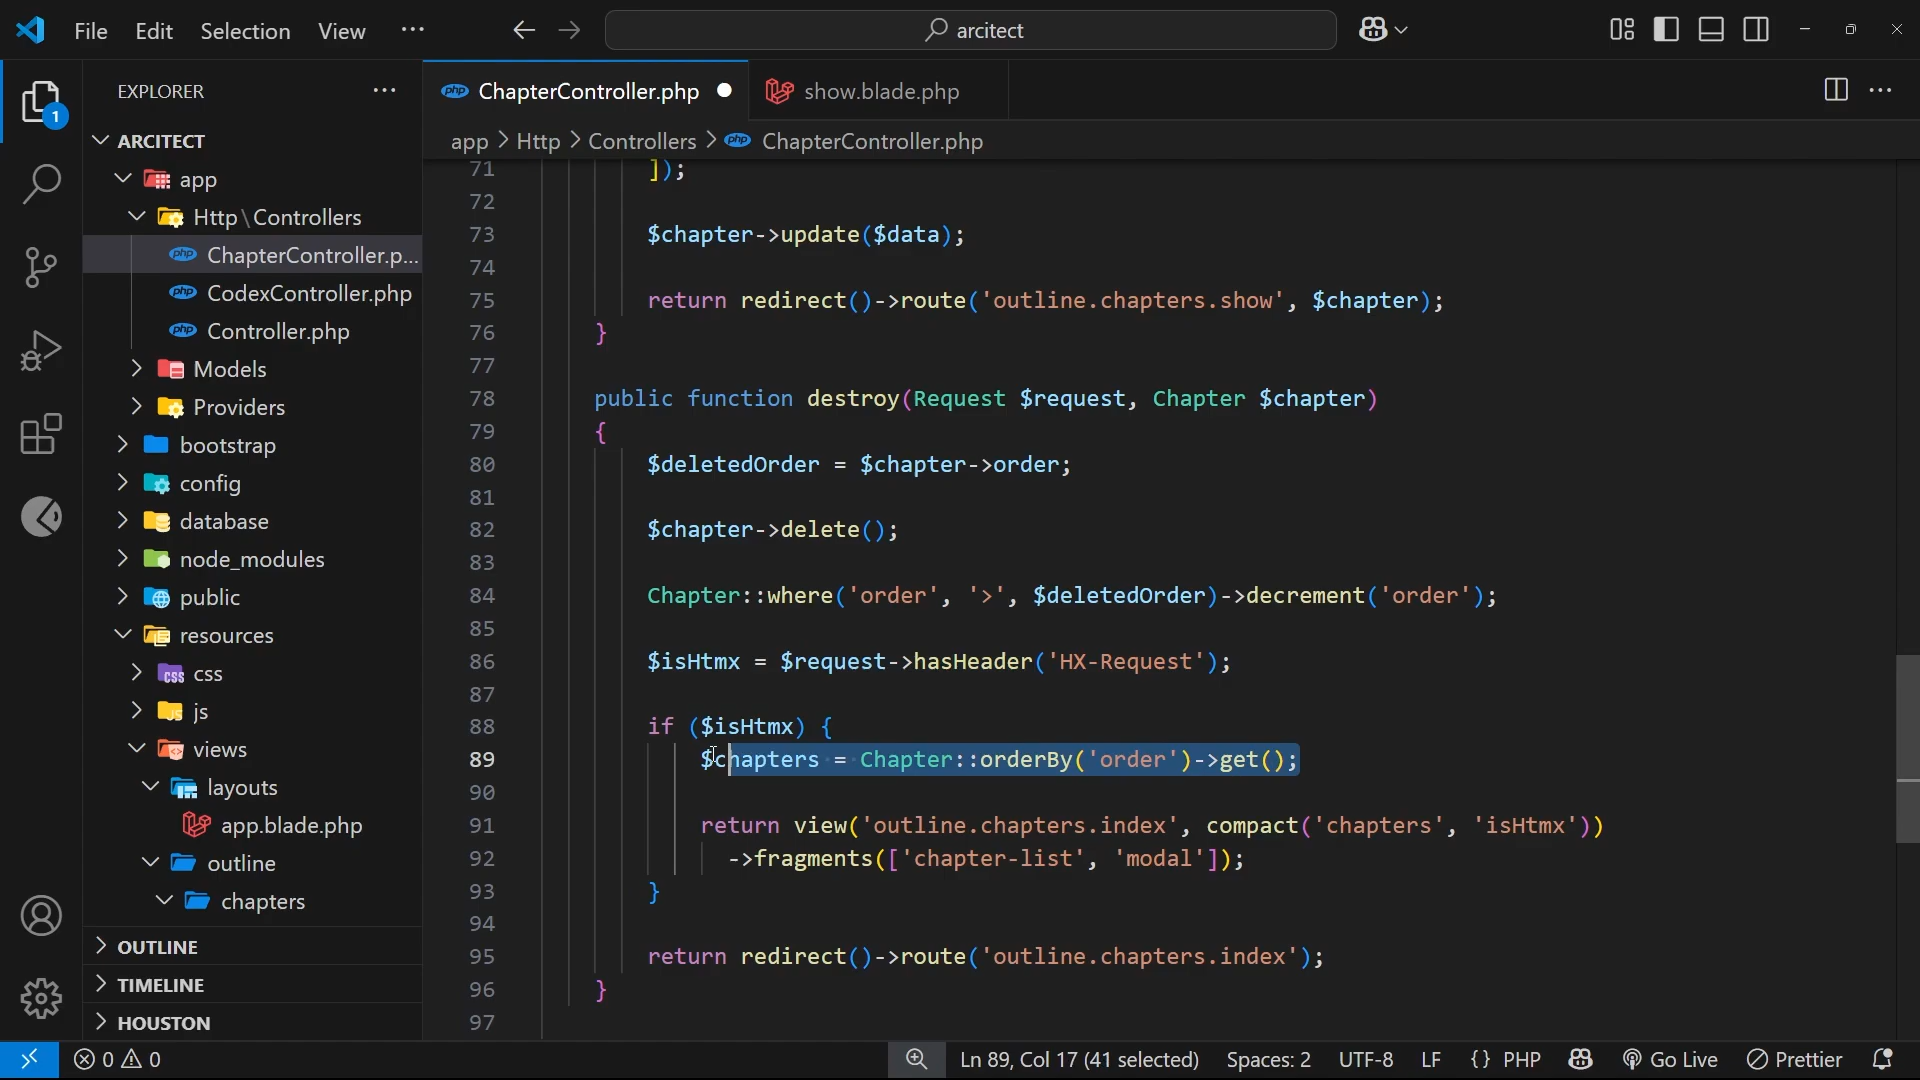 File Edit Selection View ··· arcitect
EXPLORER ···
ARCITECT
app
Http\Controllers
ChapterController.p...
CodexController.php
Controller.php
Models
Providers
bootstrap
config
database
node_modules
public
resources
css
js
views
layouts
app.blade.php
outline
chapters
OUTLINE
TIMELINE
HOUSTON
1
ChapterController.php show.blade.php
app > Http > Controllers > ChapterController.php
71 ]);
72
73 $chapter->update($data);
74
75 return redirect()->route('outline.chapters.show', $chapter);
76 }
77
78 public function destroy(Request $request, Chapter $chapter)
79 {
80 $deletedOrder = $chapter->order;
81
82 $chapter->delete();
83
84 Chapter::where('order', '>', $deletedOrder)->decrement('order');
85
86 $isHtmx = $request->hasHeader('HX-Request');
87
88 if ($isHtmx) {
89 $chapters = Chapter::orderBy('order')->get();
90
91 return view('outline.chapters.index', compact('chapters', 'isHtmx'))
92 ->fragments(['chapter-list', 'modal']);
93 }
94
95 return redirect()->route('outline.chapters.index');
96 }
97
0 0 Ln 89, Col 17 (41 selected) Spaces: 2 UTF-8 LF {} PHP Go Live Prettier